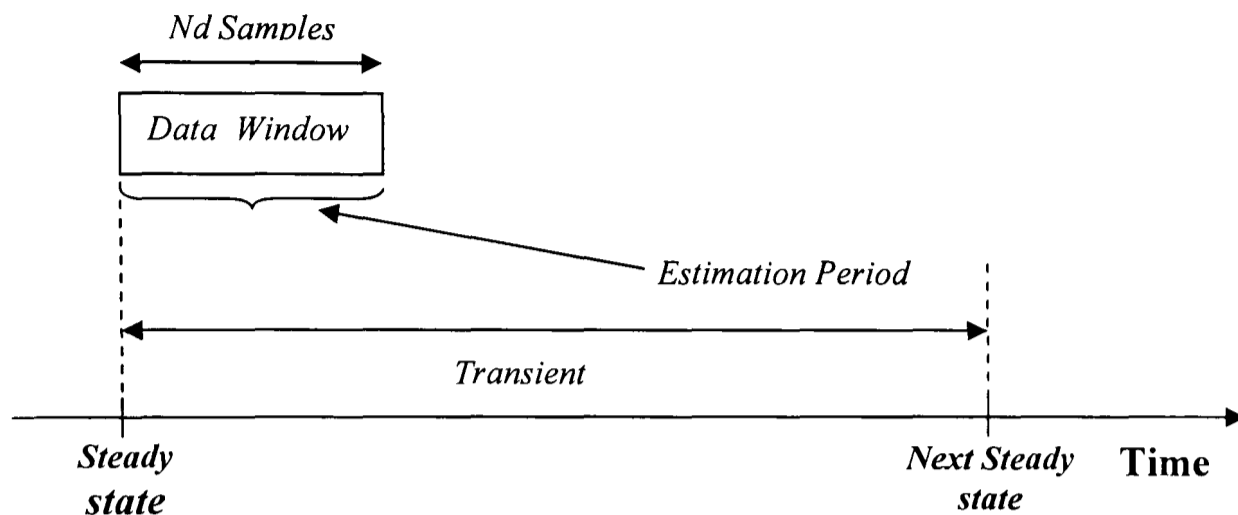 Nd Samples
Data Window
Estimation Period
Transient
Steady
state
Next Steady
state
Time